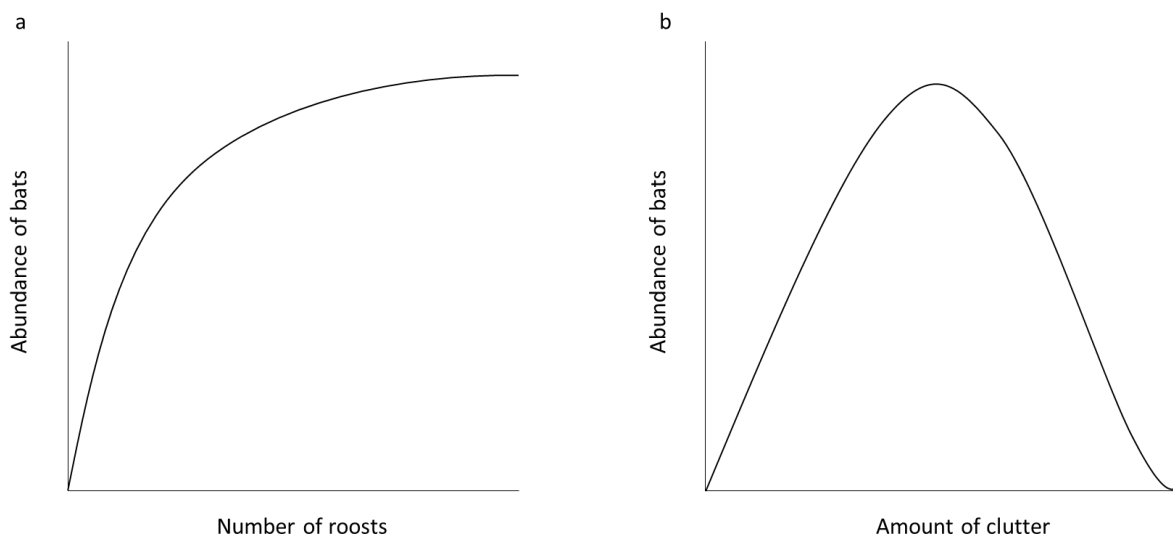 a
Abundance of bats
Number of roosts
b
Abundance of bats
Amount of clutter